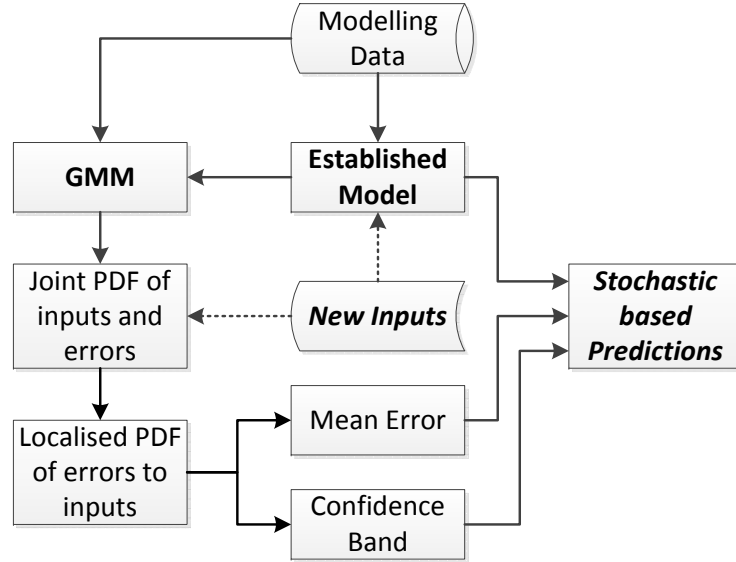 Modelling
Data
GMM
Established
Model
Joint PDF of
inputs and
errors
New Inputs
Stochastic
based
Predictions
Localised PDF
of errors to
inputs
Mean Error
Confidence
Band